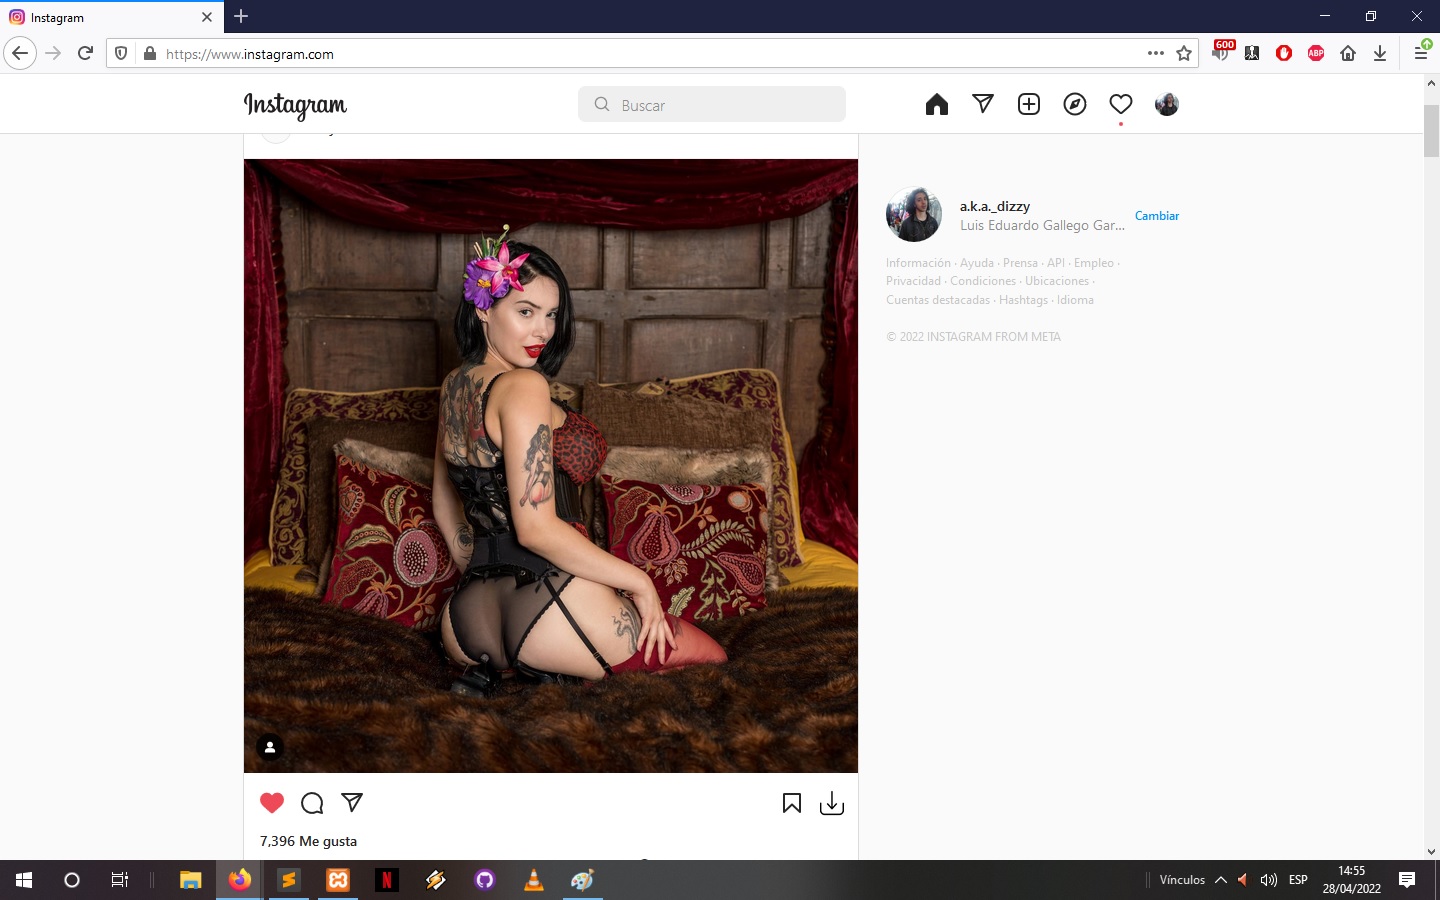 Instagram
https://www.instagram.com
600
ABP
Instagram
Buscar
a.k.a._dizzy
Luis Eduardo Gallego Gar...
Cambiar
Información · Ayuda · Prensa · API · Empleo ·
Privacidad · Condiciones · Ubicaciones ·
Cuentas destacadas · Hashtags · Idioma
© 2022 INSTAGRAM FROM META
7,396 Me gusta
Vínculos
ESP
14:55
28/04/2022